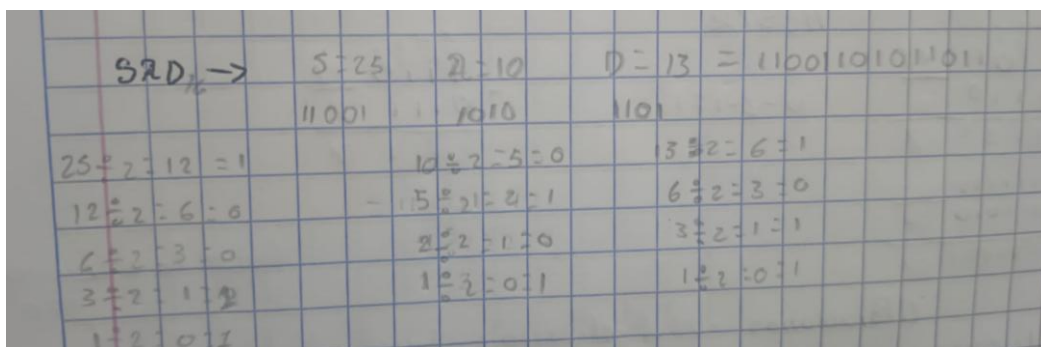 S2D₁₆ → S=25 2=10 D=13 = 1100110101101
11001 1010 1101
25÷2=12=1 10÷2=5=0 13÷2=6=1
12÷2=6=0 5÷2=2=1 6÷2=3=0
6÷2=3=0 2÷2=1=0 3÷2=1=1
3÷2=1= 1÷2=0=1 1÷2=0=1
1÷2=0=1